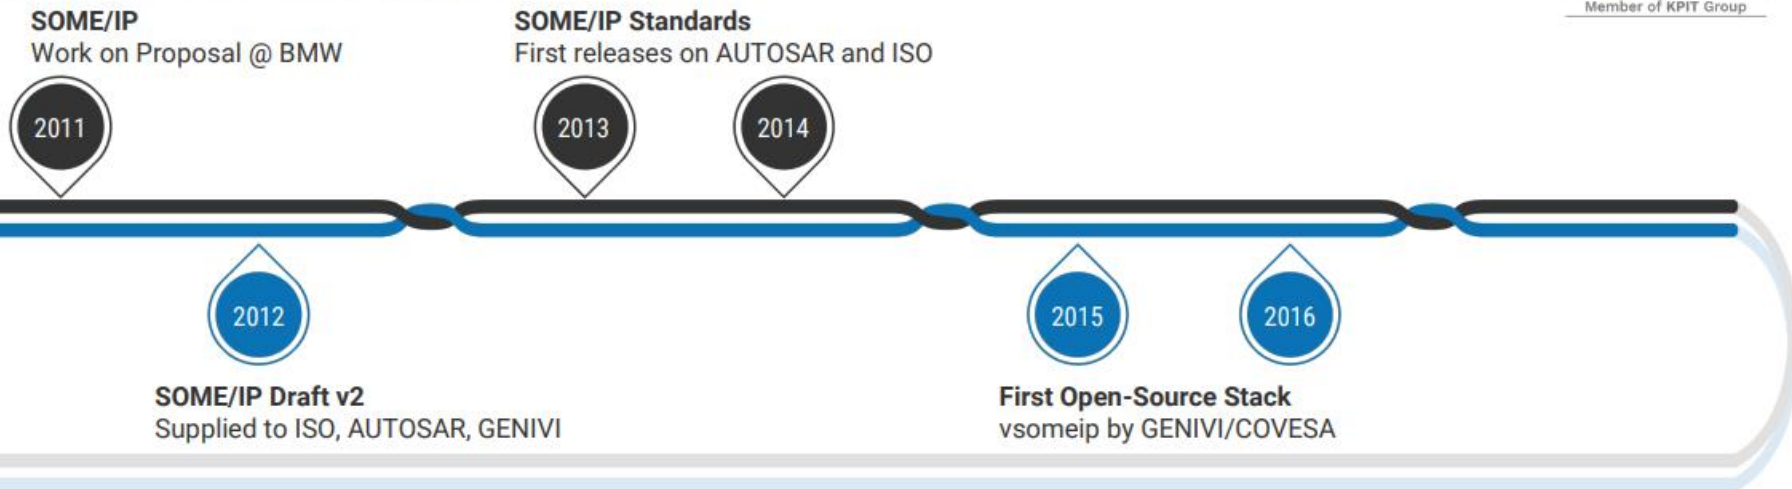 Member of KPIT Group
SOME/IP
Work on Proposal @ BMW
SOME/IP Standards
First releases on AUTOSAR and ISO
2011
2013
2014
2012
2015
2016
SOME/IP Draft v2
Supplied to ISO, AUTOSAR, GENIVI
First Open-Source Stack
vsomeip by GENIVI/COVESA